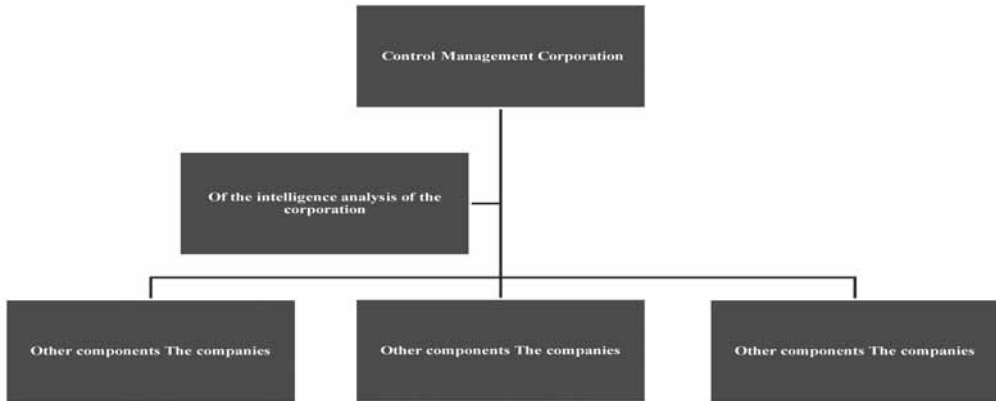 Control Management Corporation
Of the intelligence analysis of the
corporation
Other components The companies
Other components The companies
Other components The companies